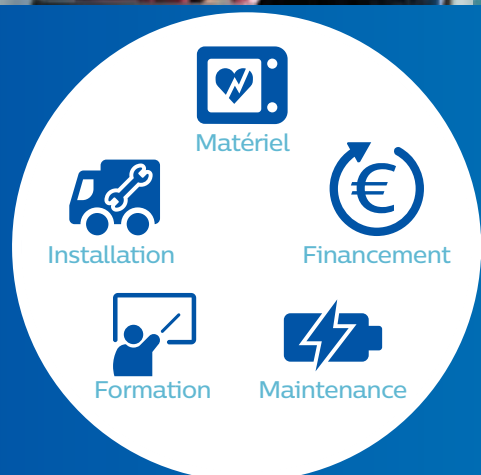 Matériel
Installation
Financement
Formation
Maintenance